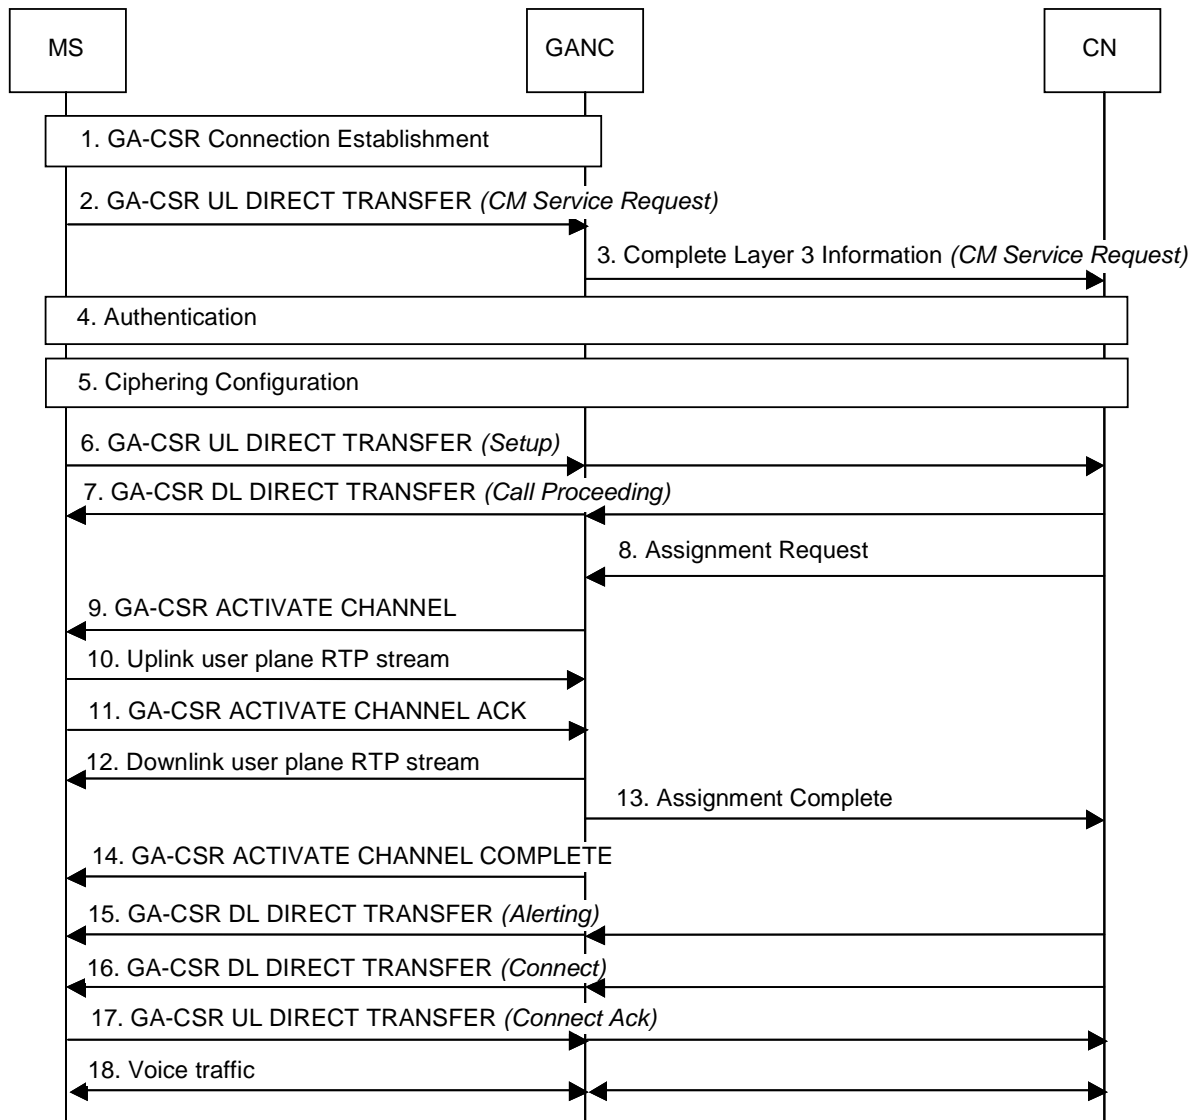 MS
GANC
CN
1. GA-CSR Connection Establishment
2. GA-CSR UL DIRECT TRANSFER (CM Service Request)
3. Complete Layer 3 Information (CM Service Request)
4. Authentication
5. Ciphering Configuration
6. GA-CSR UL DIRECT TRANSFER (Setup)
7. GA-CSR DL DIRECT TRANSFER (Call Proceeding)
8. Assignment Request
9. GA-CSR ACTIVATE CHANNEL
10. Uplink user plane RTP stream
11. GA-CSR ACTIVATE CHANNEL ACK
12. Downlink user plane RTP stream
13. Assignment Complete
14. GA-CSR ACTIVATE CHANNEL COMPLETE
15. GA-CSR DL DIRECT TRANSFER (Alerting)
16. GA-CSR DL DIRECT TRANSFER (Connect)
17. GA-CSR UL DIRECT TRANSFER (Connect Ack)
18. Voice traffic